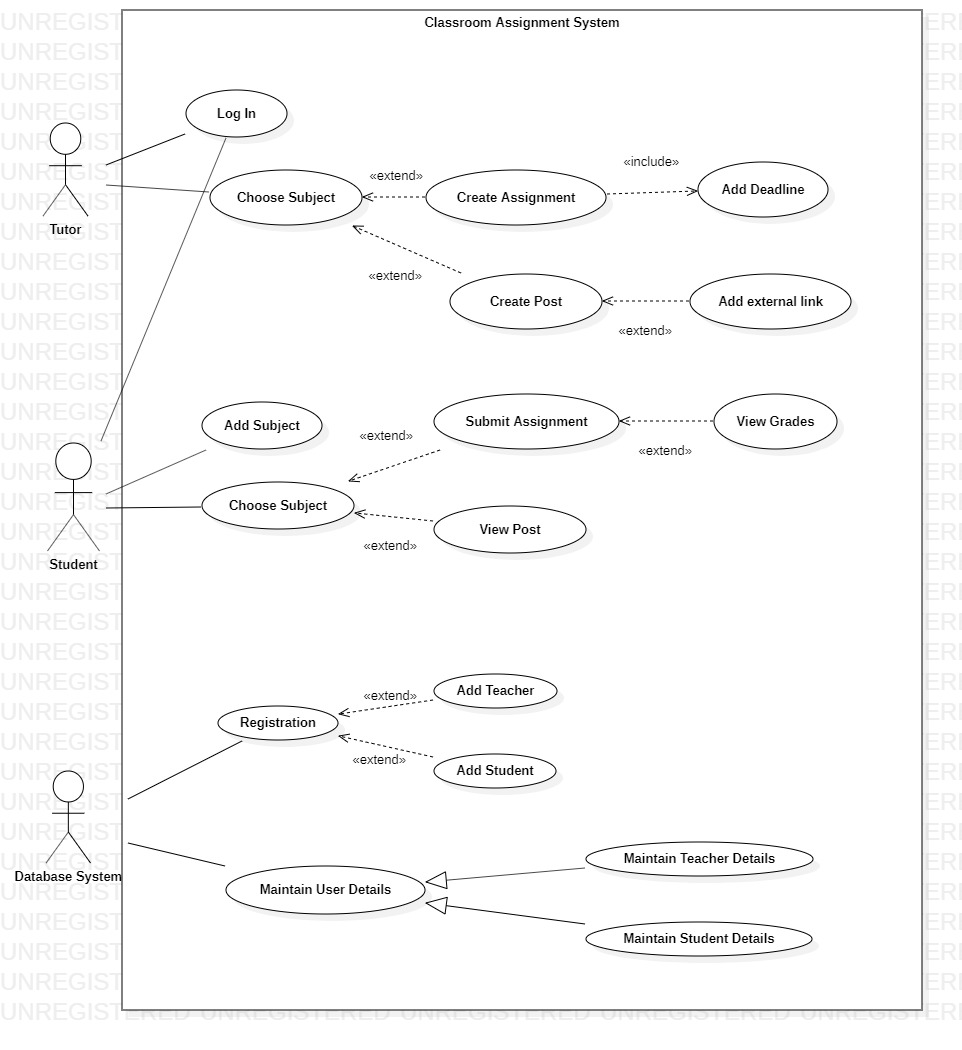 Classroom Assignment System
Log In
«include»
«extend»
Choose Subject
Create Assignment
Add Deadline
Tutor
«extend»
Create Post
Add external link
«extend»
Add Subject
Submit Assignment
View Grades
«extend»
«extend»
Choose Subject
View Post
«extend»
Student
Add Teacher
«extend»
Registration
«extend»
Add Student
Database System
Maintain Teacher Details
Maintain User Details
Maintain Student Details
UNREGISTERED UNREGISTERED UNREGISTERED UNREGISTERED UNREGISTERI